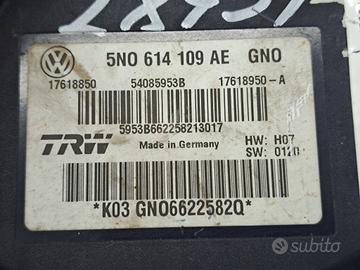 5N0 614 109 AE GNO
17618850 54085953B 17618950-A
5953B662258213017
TRW Made in Germany HW: H07
SW: 0120
*K03 GNO6622582Q*
subito